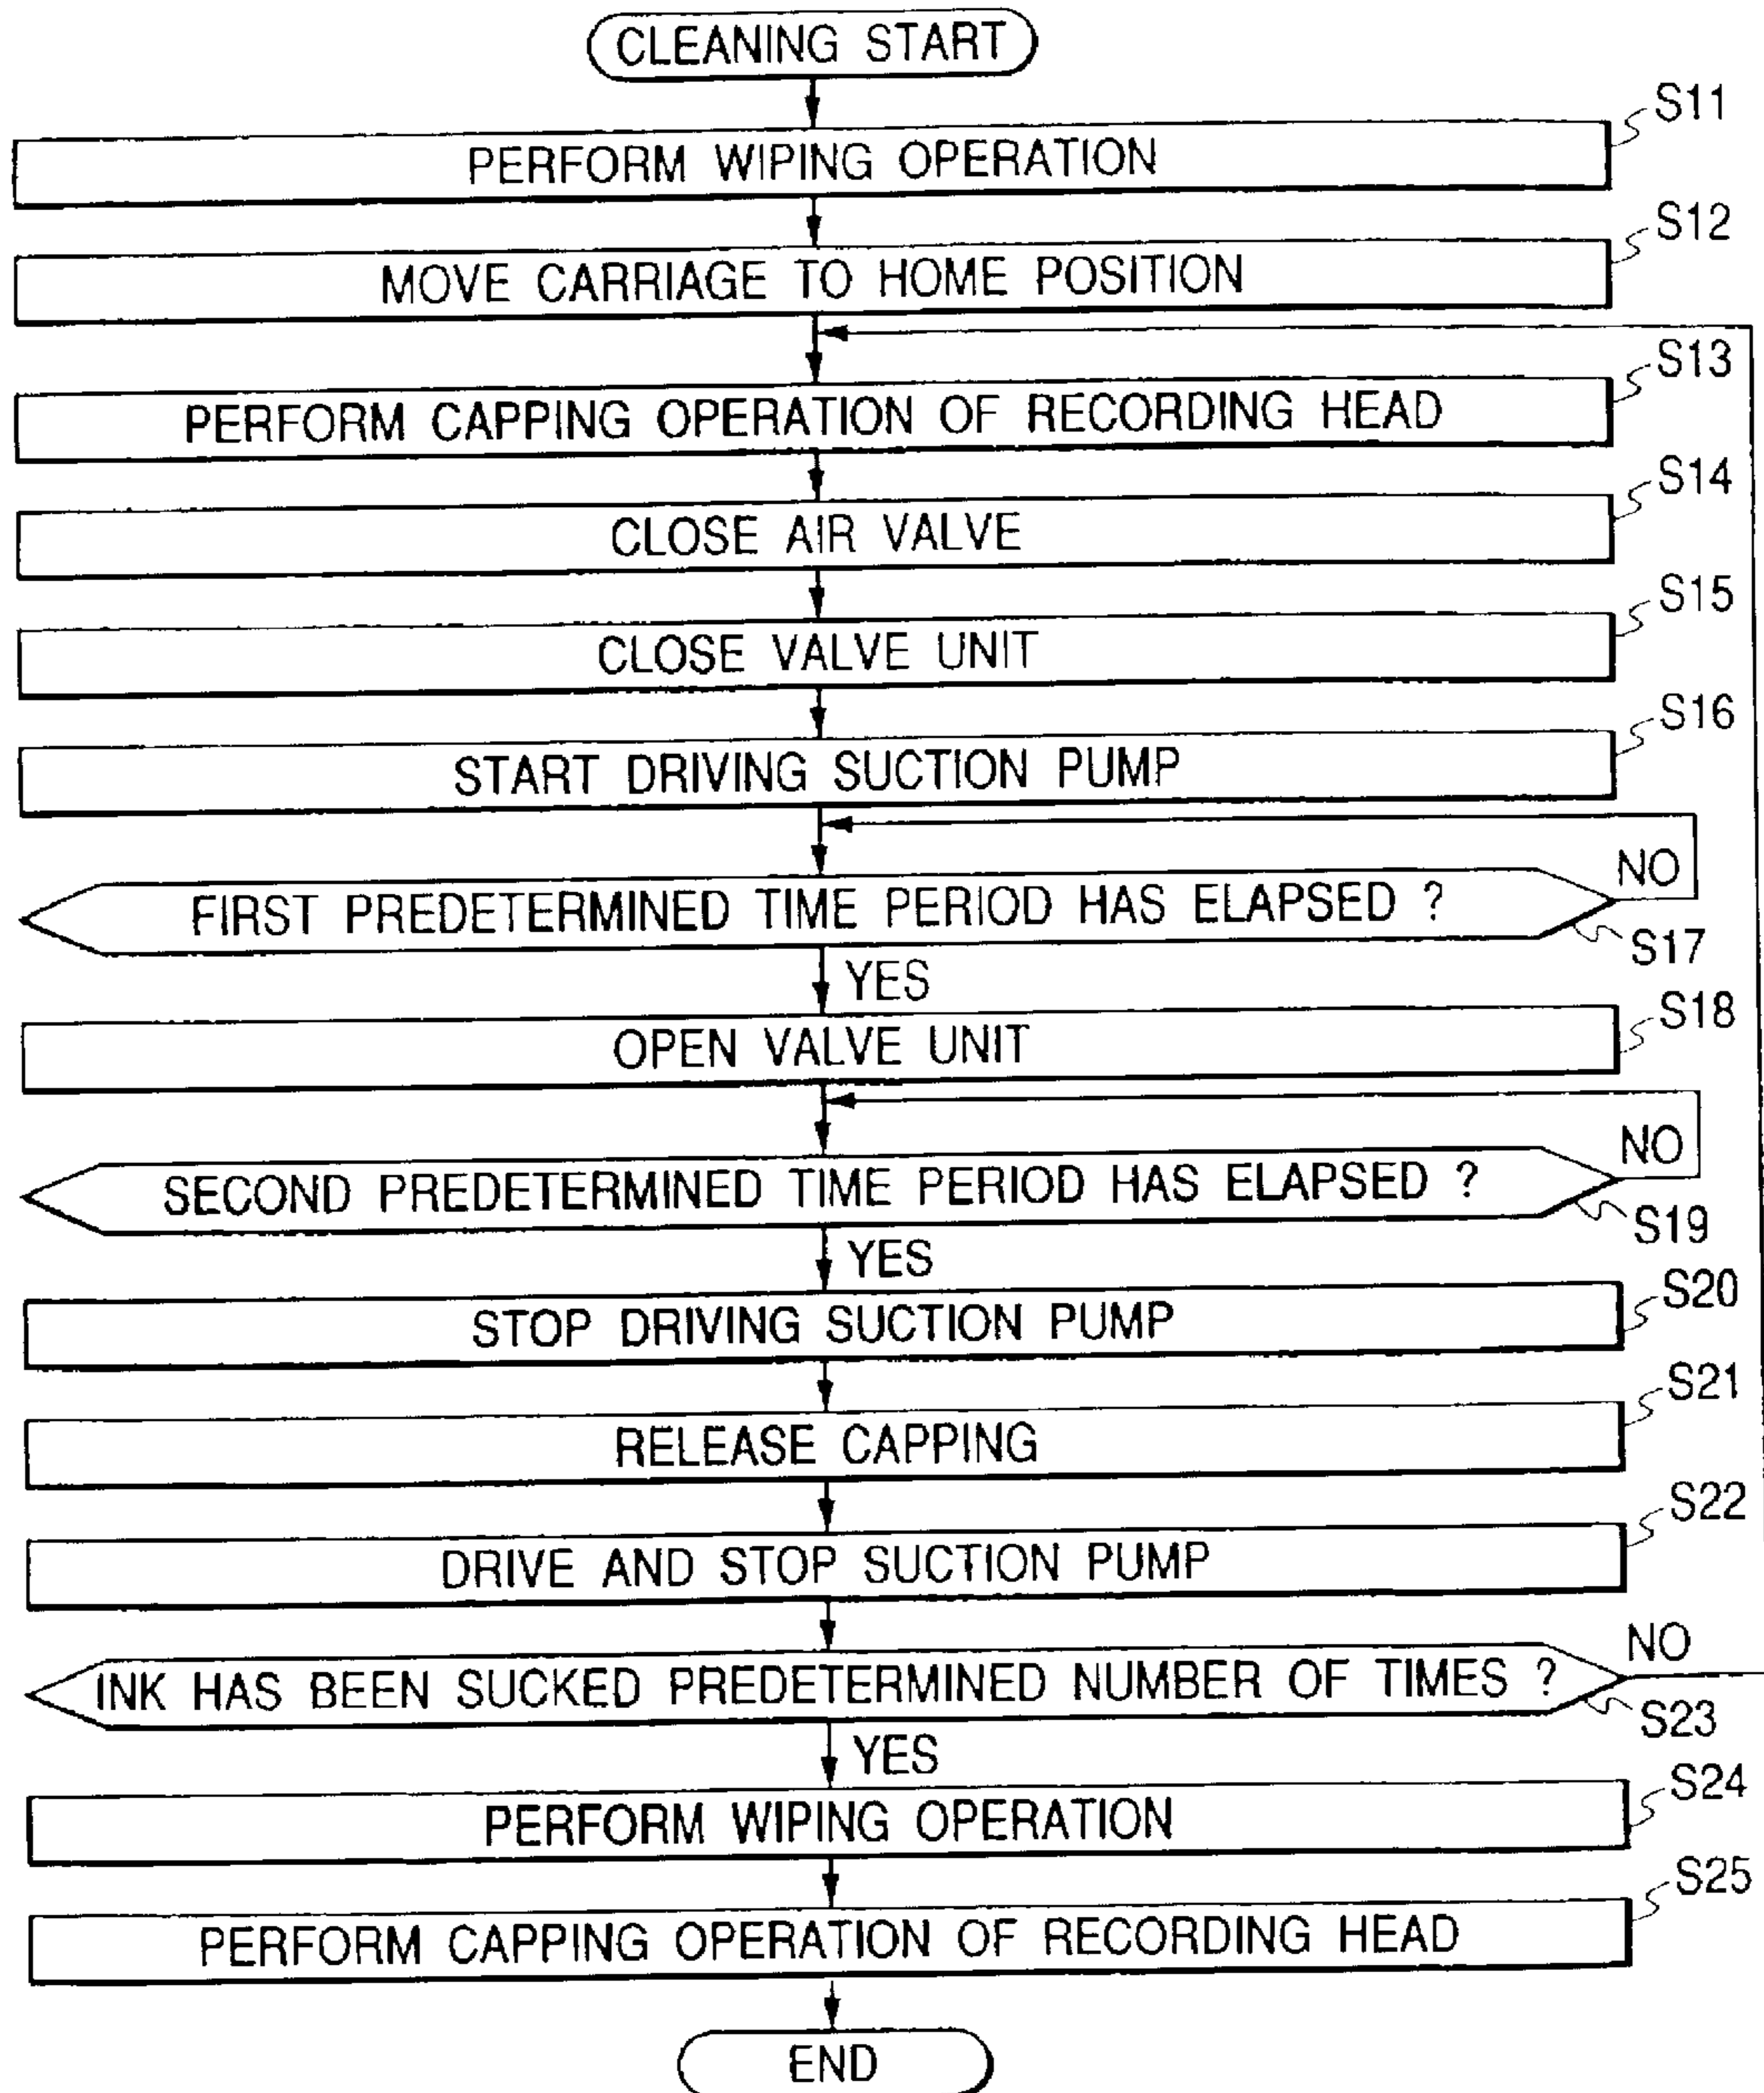 CLEANING START
S11
PERFORM WIPING OPERATION
S12
MOVE CARRIAGE TO HOME POSITION
S13
PERFORM CAPPING OPERATION OF RECORDING HEAD
S14
CLOSE AIR VALVE
S15
CLOSE VALVE UNIT
S16
START DRIVING SUCTION PUMP
NO
FIRST PREDETERMINED TIME PERIOD HAS ELAPSED ?
S17
YES
S18
OPEN VALVE UNIT
NO
SECOND PREDETERMINED TIME PERIOD HAS ELAPSED ?
S19
YES
S20
STOP DRIVING SUCTION PUMP
S21
RELEASE CAPPING
S22
DRIVE AND STOP SUCTION PUMP
NO
INK HAS BEEN SUCKED PREDETERMINED NUMBER OF TIMES ?
S23
YES
S24
PERFORM WIPING OPERATION
S25
PERFORM CAPPING OPERATION OF RECORDING HEAD
END